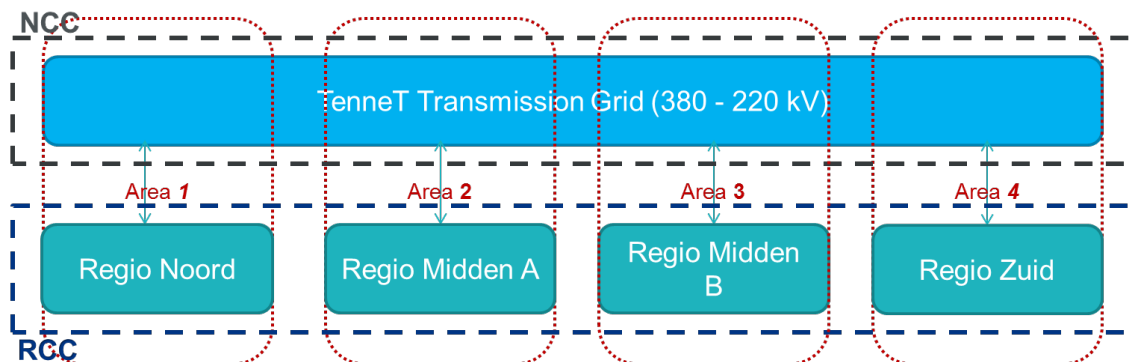 NCC
TenneT Transmission Grid (380 - 220 kV)
Area 1
Area 2
Area 3
Area 4
Regio Noord
Regio Midden A
Regio Midden
B
Regio Zuid
RCC